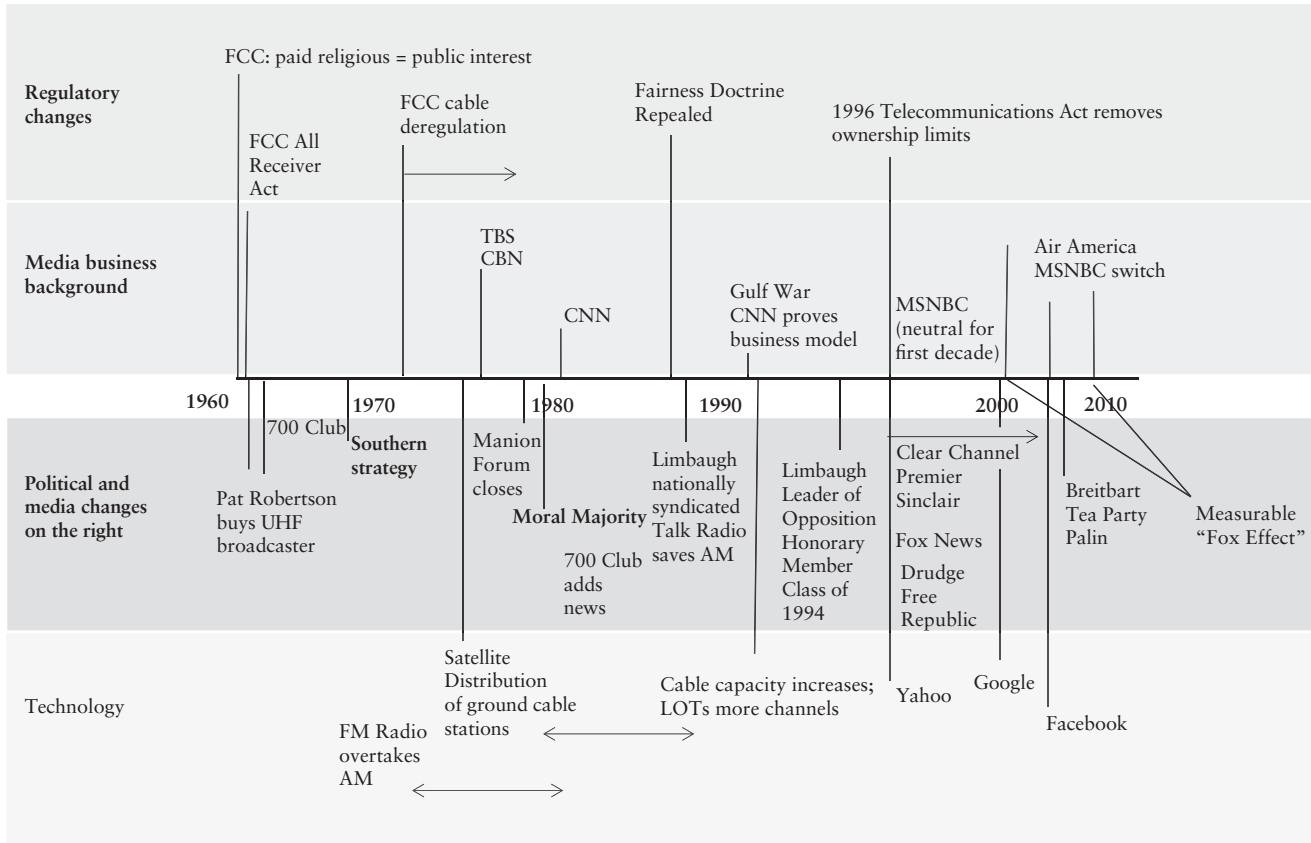 Regulatory
changes
FCC: paid religious = public interest
FCC All
Receiver
Act
FCC cable
deregulation
Fairness Doctrine
Repealed
1996 Telecommunications Act removes
ownership limits
Media business
background
TBS
CBN
CNN
Gulf War
CNN proves
business model
MSNBC
(neutral for
first decade)
Air America
MSNBC switch
1960
1970
1980
1990
2000
2010
Political and
media changes
on the right
Pat Robertson
buys UHF
broadcaster
700 Club
Southern
strategy
Manion
Forum
closes
Moral Majority
700 Club
adds
news
Limbaugh
nationally
syndicated
Talk Radio
saves AM
Limbaugh
Leader of
Opposition
Honorary
Member
Class of
1994
Clear Channel
Premier
Sinclair
Fox News
Drudge
Free
Republic
Breitbart
Tea Party
Palin
Measurable
“Fox Effect”
Technology
FM Radio
overtakes
AM
Satellite
Distribution
of ground cable
stations
Cable capacity increases;
LOTs more channels
Yahoo
Google
Facebook